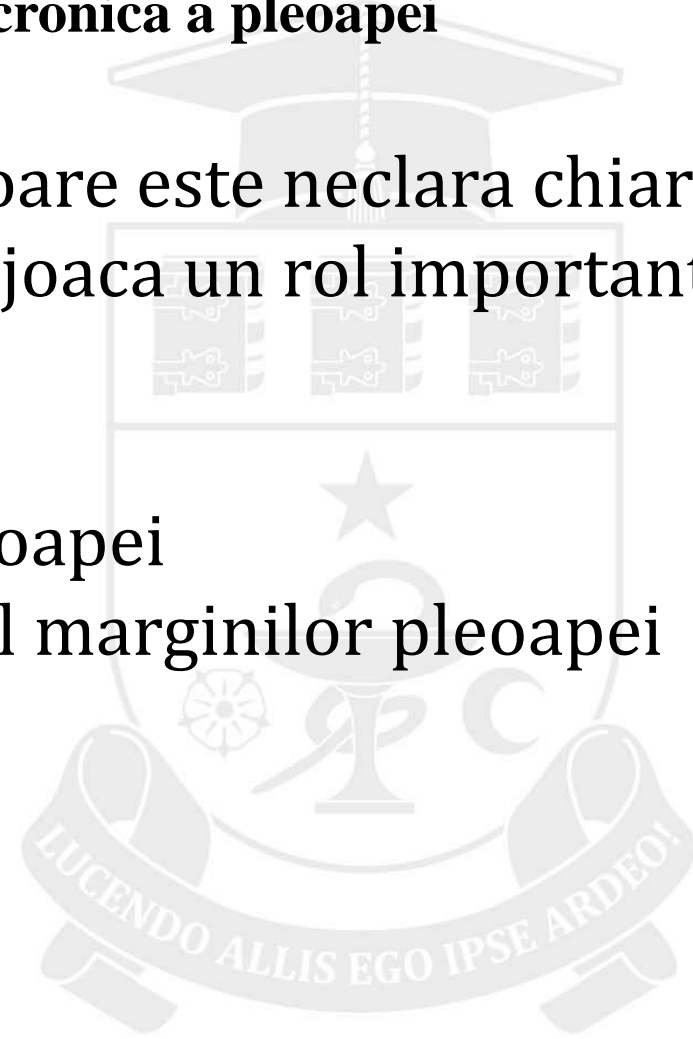 cronica a pleoapei
oare este neclara chiar
joaca un rol important
oapei
l marginilor pleoapei
LUCENDO ALLIS EGO IPSE ARDEO!